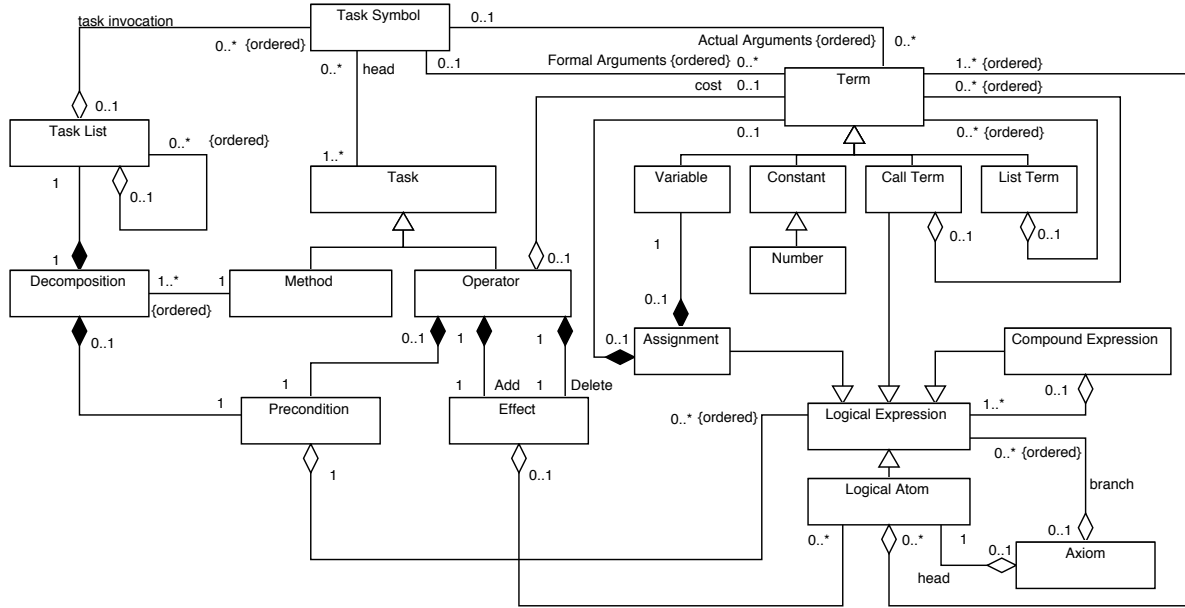 Task Symbol
task invocation
0..* {ordered}
0..1
Actual Arguments {ordered}
0..*
Formal Arguments {ordered}
0..*
0..1
0..* head
1..* {ordered}
Term
cost
0..1
0..* {ordered}
0..1
Task List
0..* {ordered}
0..1
0..* {ordered}
1
0..1
1..*
Task
Variable
Constant
Call Term
List Term
1
0..1
0..1
Number
1
0..1
Decomposition
1..*
1
{ordered}
Method
Operator
0..1
0..1
0..1
0..1
1
1
Assignment
Compound Expression
0..1
1
1
Add
1
Delete
1
Precondition
Effect
0..* {ordered}
Logical Expression
1..*
1
0..1
0..* {ordered}
branch
Logical Atom
0..*
0..*
1
0..1
0..1
head
Axiom